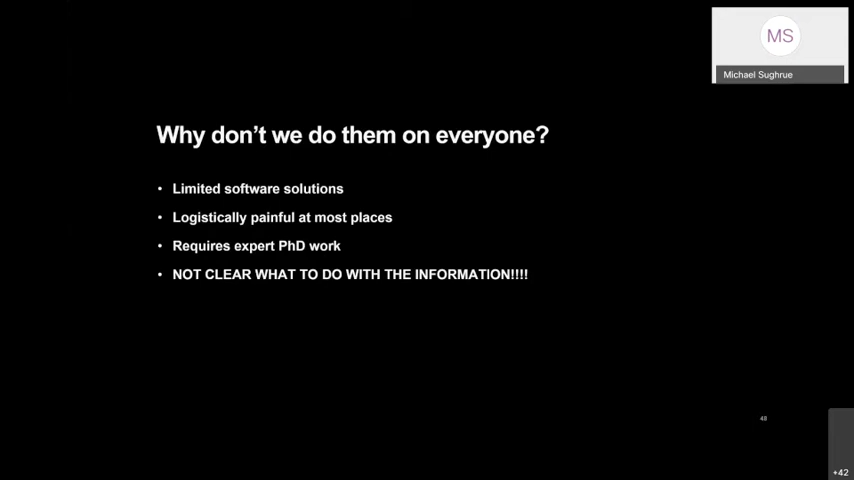 MS
Michael Sughrue
Why don't we do them on everyone?
• Limited software solutions
• Logistically painful at most places
• Requires expert PhD work
• NOT CLEAR WHAT TO DO WITH THE INFORMATION!!!!
48
+42